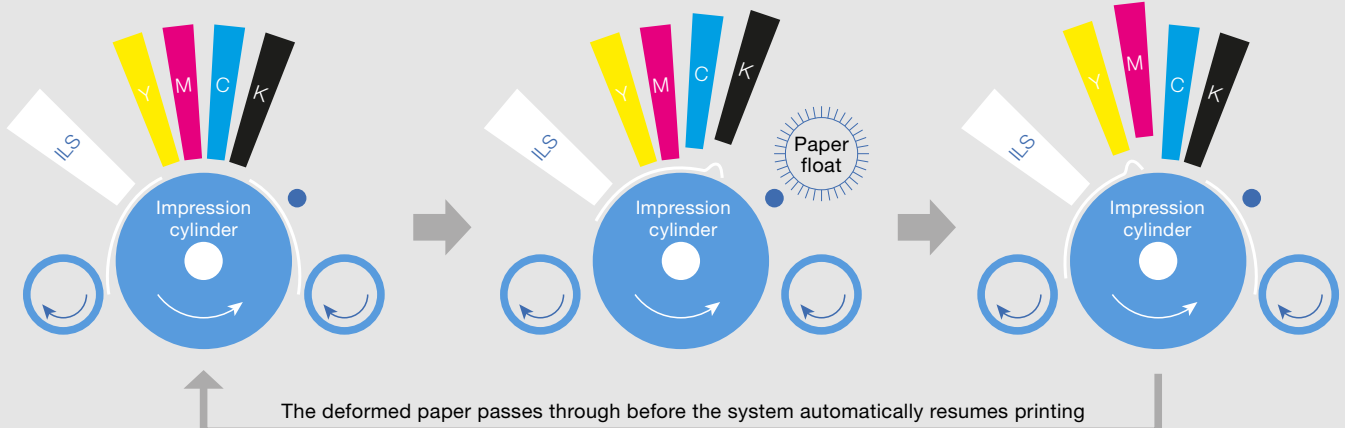 Y
M
C
K
ILS
Impression
cylinder
Y
M
C
K
ILS
Paper
float
Impression
cylinder
Y
M
C
K
ILS
Impression
cylinder
The deformed paper passes through before the system automatically resumes printing